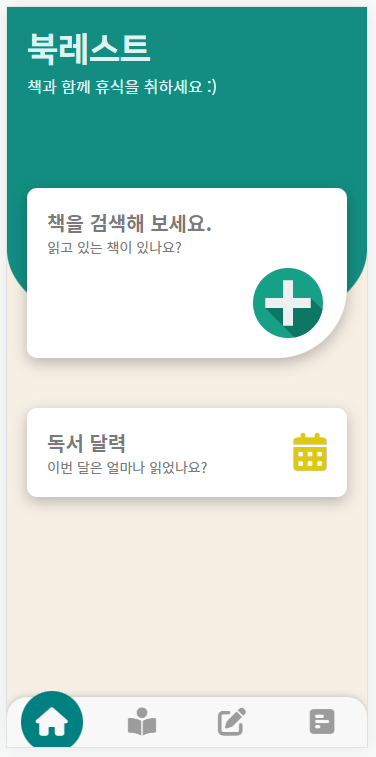 북레스트
책과 함께 휴식을 취하세요 :)
책을 검색해 보세요.
읽고 있는 책이 있나요?
독서 달력
이번 달은 얼마나 읽었나요?